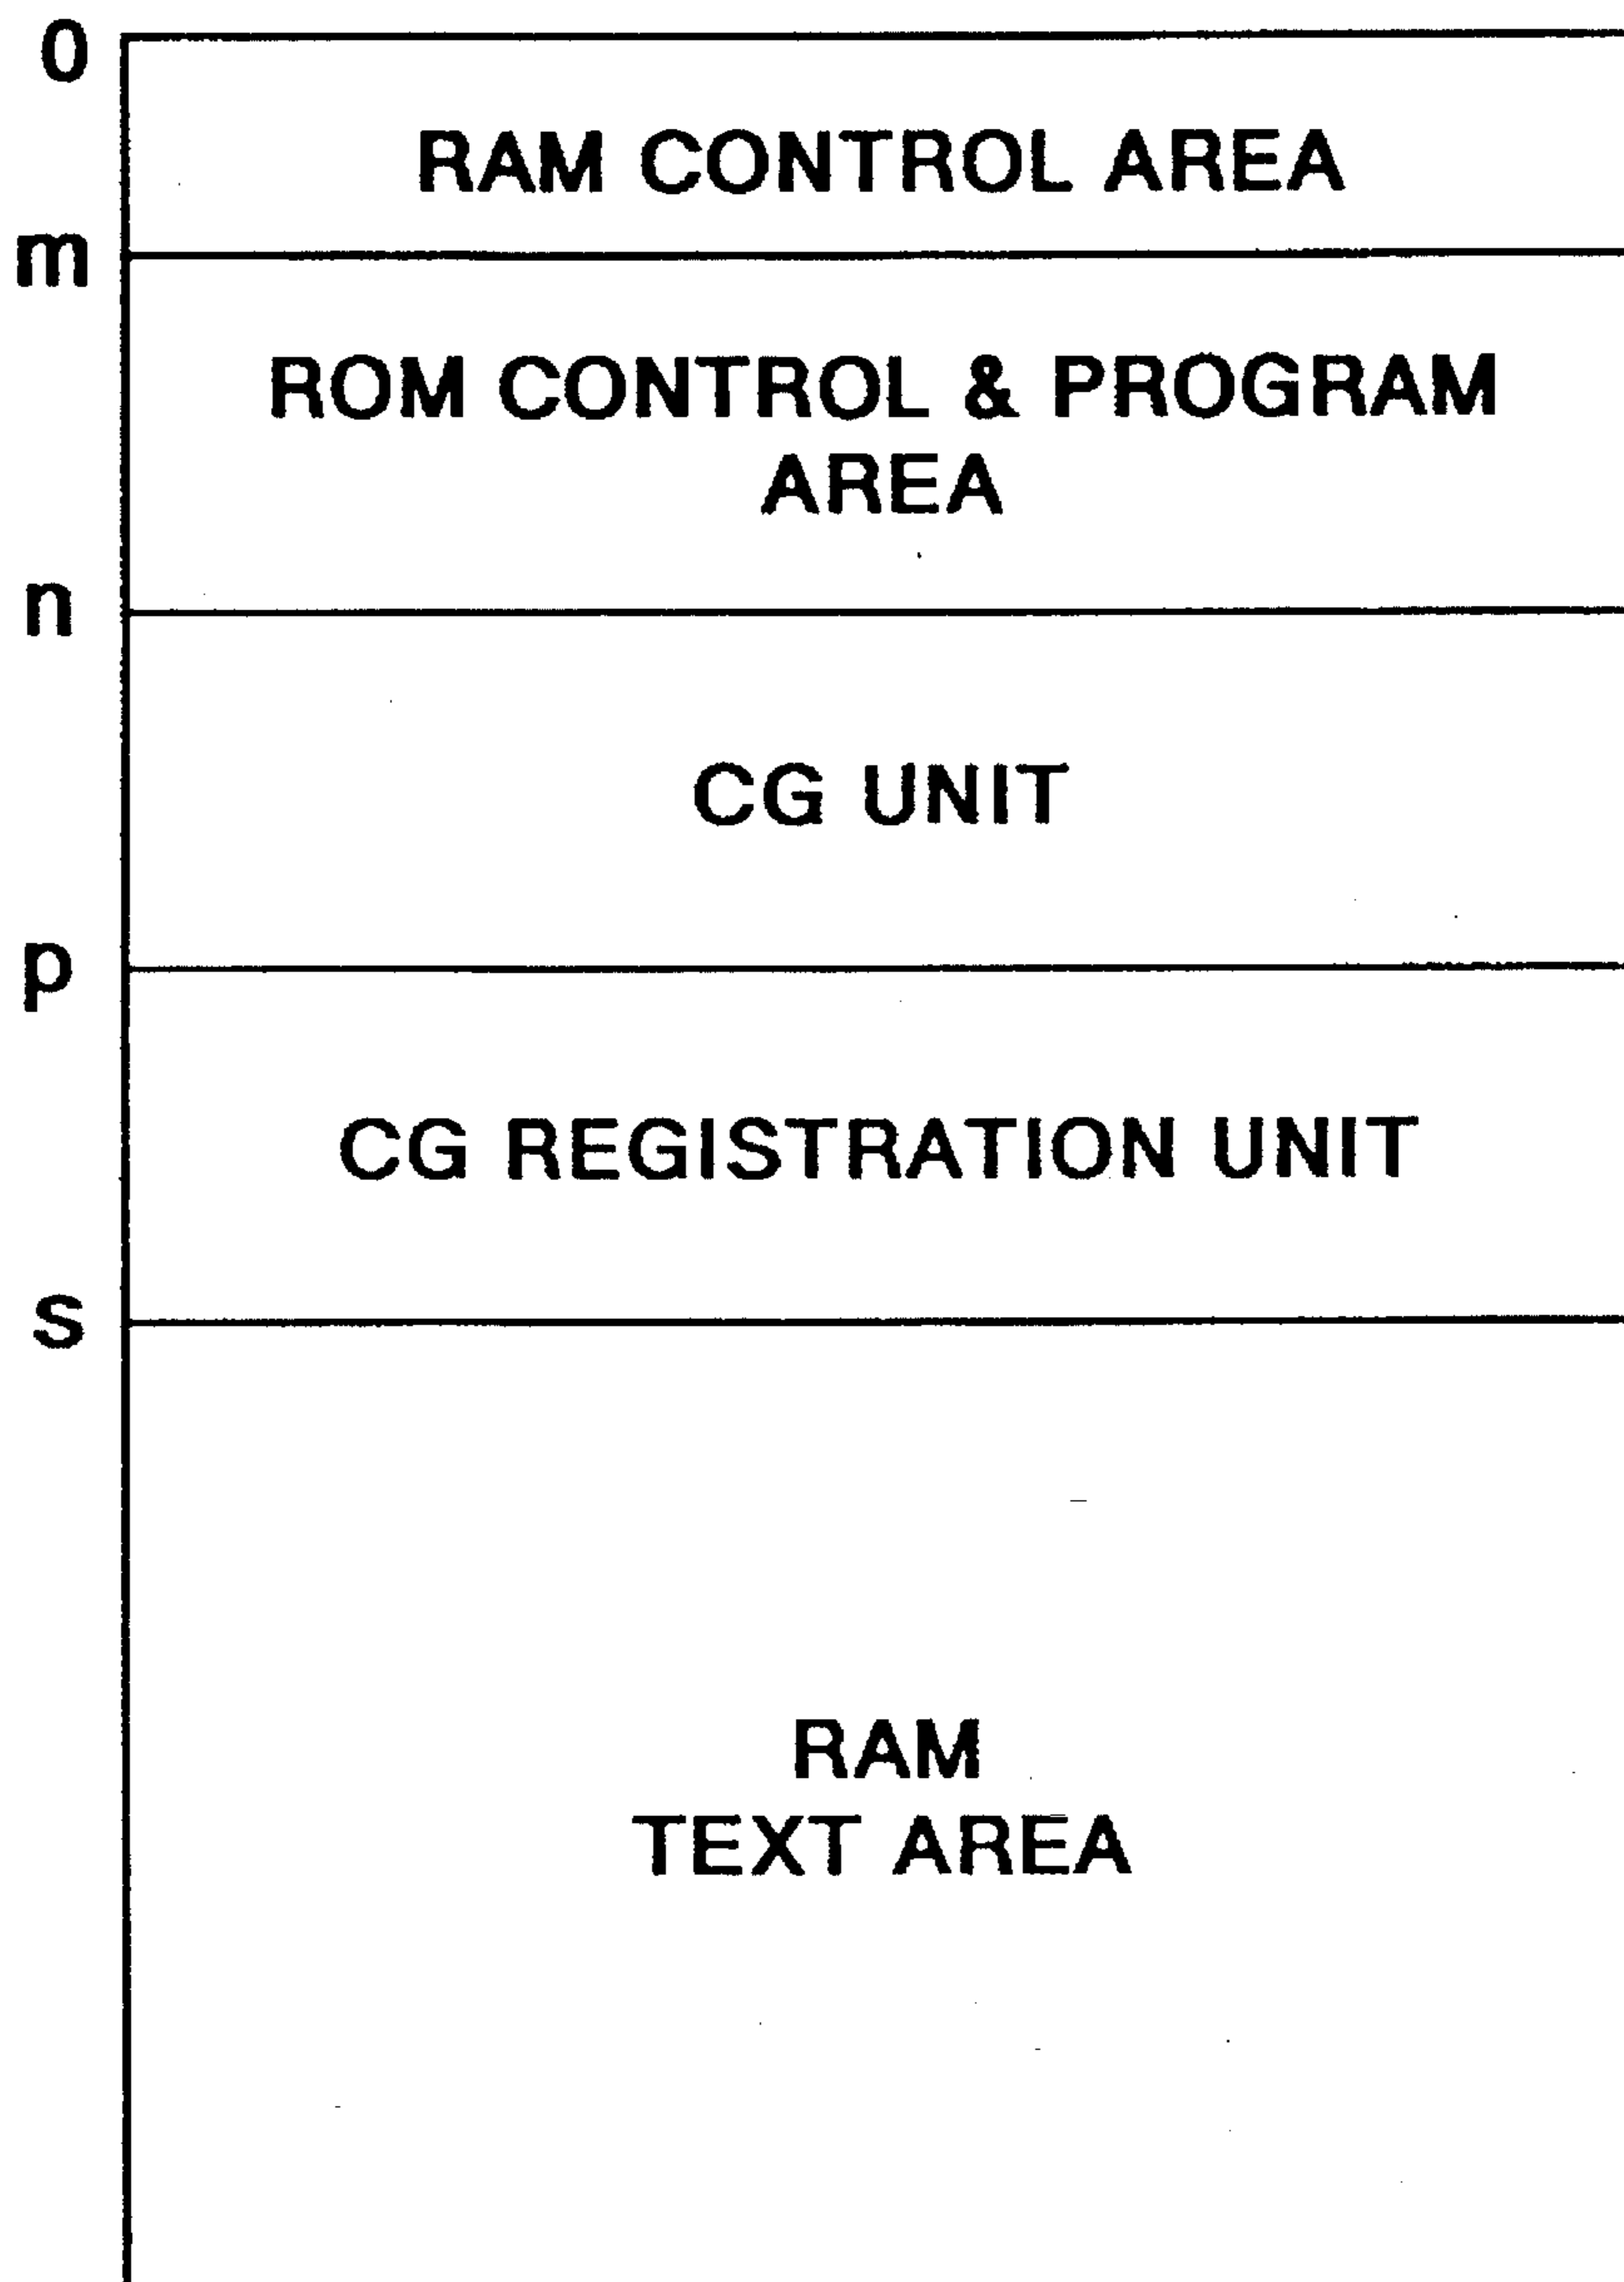 0
RAM CONTROL AREA
m
ROM CONTROL & PROGRAM
AREA
n
CG UNIT
p
CG REGISTRATION UNIT
s
RAM
TEXT AREA